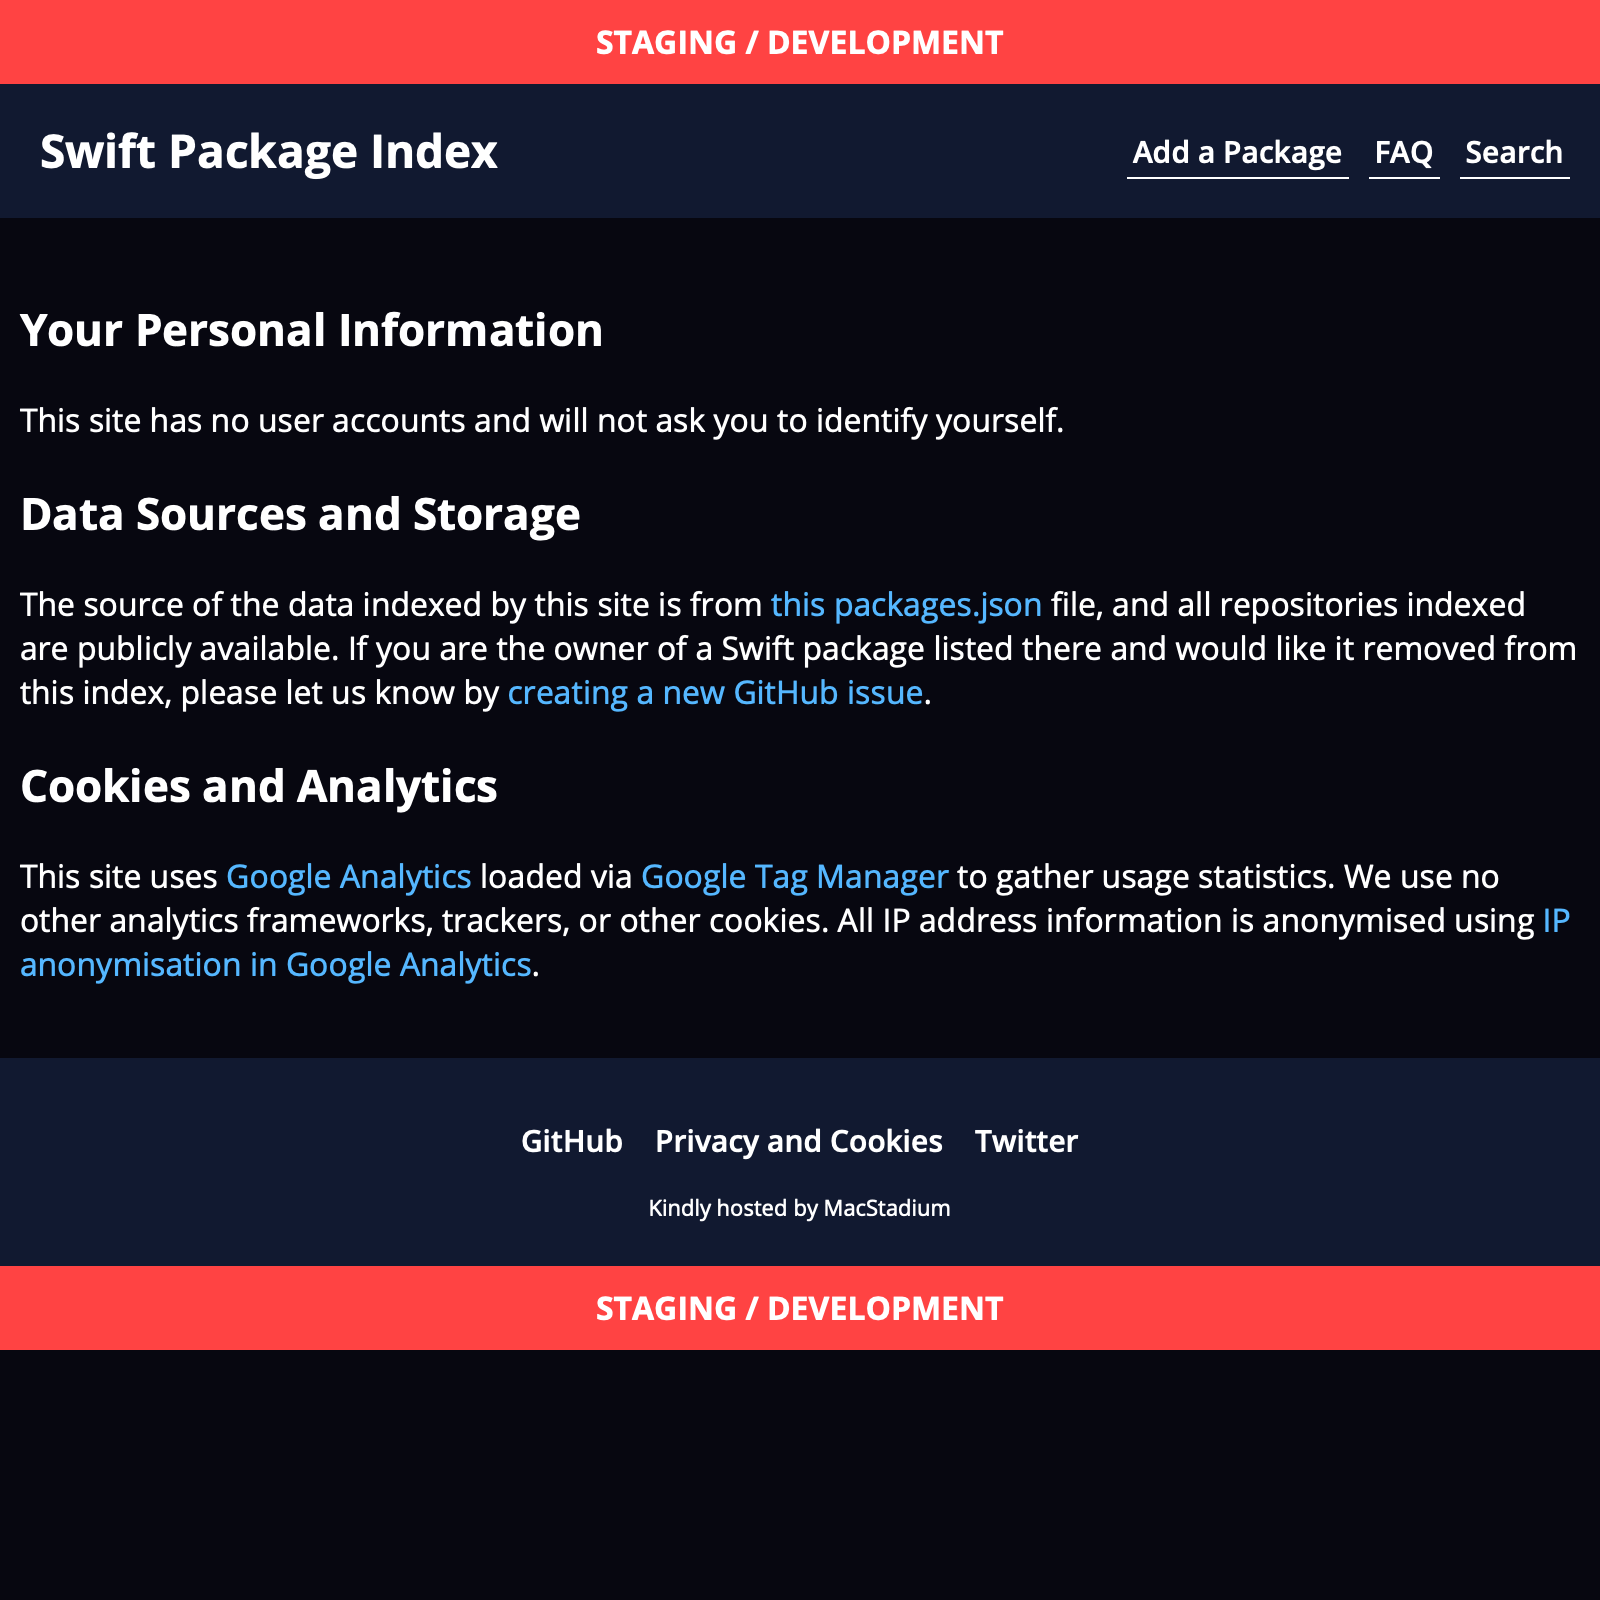 STAGING / DEVELOPMENT
Swift Package Index
Add a Package FAQ Search
Your Personal Information
This site has no user accounts and will not ask you to identify yourself.
Data Sources and Storage
The source of the data indexed by this site is from this packages.json file, and all repositories indexed
are publicly available. If you are the owner of a Swift package listed there and would like it removed from
this index, please let us know by creating a new GitHub issue.
Cookies and Analytics
This site uses Google Analytics loaded via Google Tag Manager to gather usage statistics. We use no
other analytics frameworks, trackers, or other cookies. All IP address information is anonymised using IP
anonymisation in Google Analytics.
GitHub Privacy and Cookies Twitter
Kindly hosted by MacStadium
STAGING / DEVELOPMENT